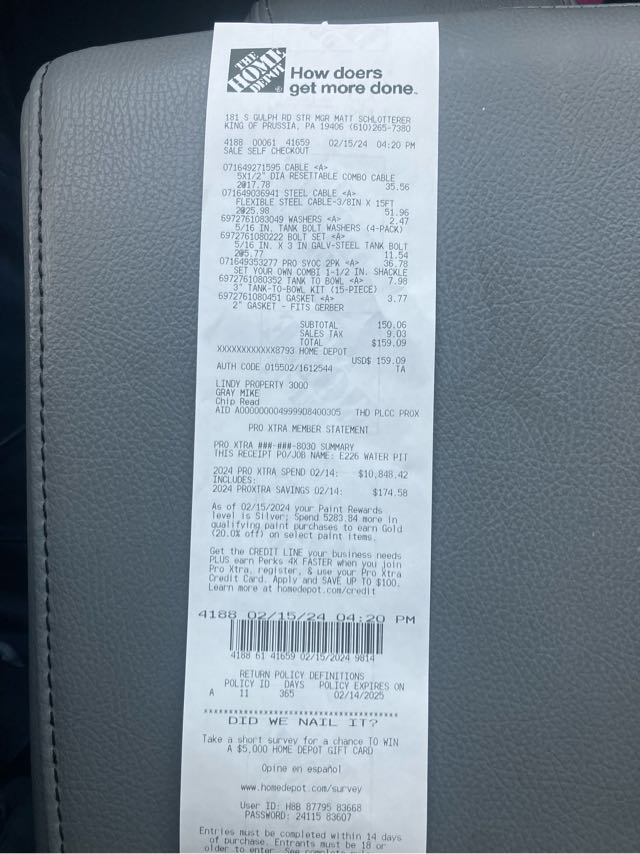 THE
HOME
DEPOT
How doers
get more done.
181 S GULPH RD STR MGR MATT SCHLOTTERER
KING OF PRUSSIA, PA 19406 (610)265-7380
4188 00061 41659 02/15/24 04:20 PM
SALE SELF CHECKOUT
071649271595 CABLE <A>
5X1/2" DIA RESETTABLE COMBO CABLE
2@17.78 35.56
071649036941 STEEL CABLE <A>
FLEXIBLE STEEL CABLE-3/8IN X 15FT
2@25.98 51.96
6972761083049 WASHERS <A> 2.47
5/16 IN. TANK BOLT WASHERS (4-PACK)
6972761080222 BOLT SET <A>
5/16 IN. X 3 IN GALV-STEEL TANK BOLT
2@5.77 11.54
071649353277 PRO SYOC 2PK <A> 36.78
SET YOUR OWN COMBI 1-1/2 IN. SHACKLE
6972761080352 TANK TO BOWL <A> 7.98
3" TANK-TO-BOWL KIT (15-PIECE)
6972761080451 GASKET <A> 3.77
2" GASKET - FITS GERBER
SUBTOTAL 150.06
SALES TAX 9.03
TOTAL $159.09
XXXXXXXXXXXX8793 HOME DEPOT
USD$ 159.09
AUTH CODE 015502/1612544 TA
LINDY PROPERTY 3000
GRAY MIKE
Chip Read
AID A0000000049999D8400305 THD PLCC PROX
PRO XTRA MEMBER STATEMENT
PRO XTRA ###-###-8030 SUMMARY
THIS RECEIPT PO/JOB NAME: E226 WATER PIT
2024 PRO XTRA SPEND 02/14: $10,848.42
INCLUDES:
2024 PROXTRA SAVINGS 02/14: $174.58
As of 02/15/2024 your Paint Rewards
level is Silver; Spend 5283.84 more in
qualifying paint purchases to earn Gold
(20.0% off) on select paint items.
Get the CREDIT LINE your business needs
PLUS earn Perks 4X FASTER when you join
Pro Xtra, register, & use your Pro Xtra
Credit Card. Apply and SAVE UP TO $100.
Learn more at homedepot.com/credit
4188 02/15/24 04:20 PM
4188 61 41659 02/15/2024 9814
RETURN POLICY DEFINITIONS
POLICY ID DAYS POLICY EXPIRES ON
A 11 365 02/14/2025
****************************************
DID WE NAIL IT?
Take a short survey for a chance TO WIN
A $5,000 HOME DEPOT GIFT CARD
Opine en español
www.homedepot.com/survey
User ID: H8B 87795 83668
PASSWORD: 24115 83607
Entries must be completed within 14 days
of purchase. Entrants must be 18 or
older to enter. See complete